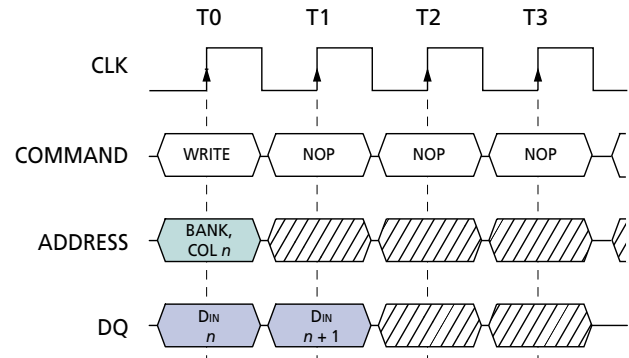 T0 T1 T2 T3
CLK
COMMAND WRITE NOP NOP NOP
ADDRESS BANK,
COL n
DQ DIN DIN
n n + 1